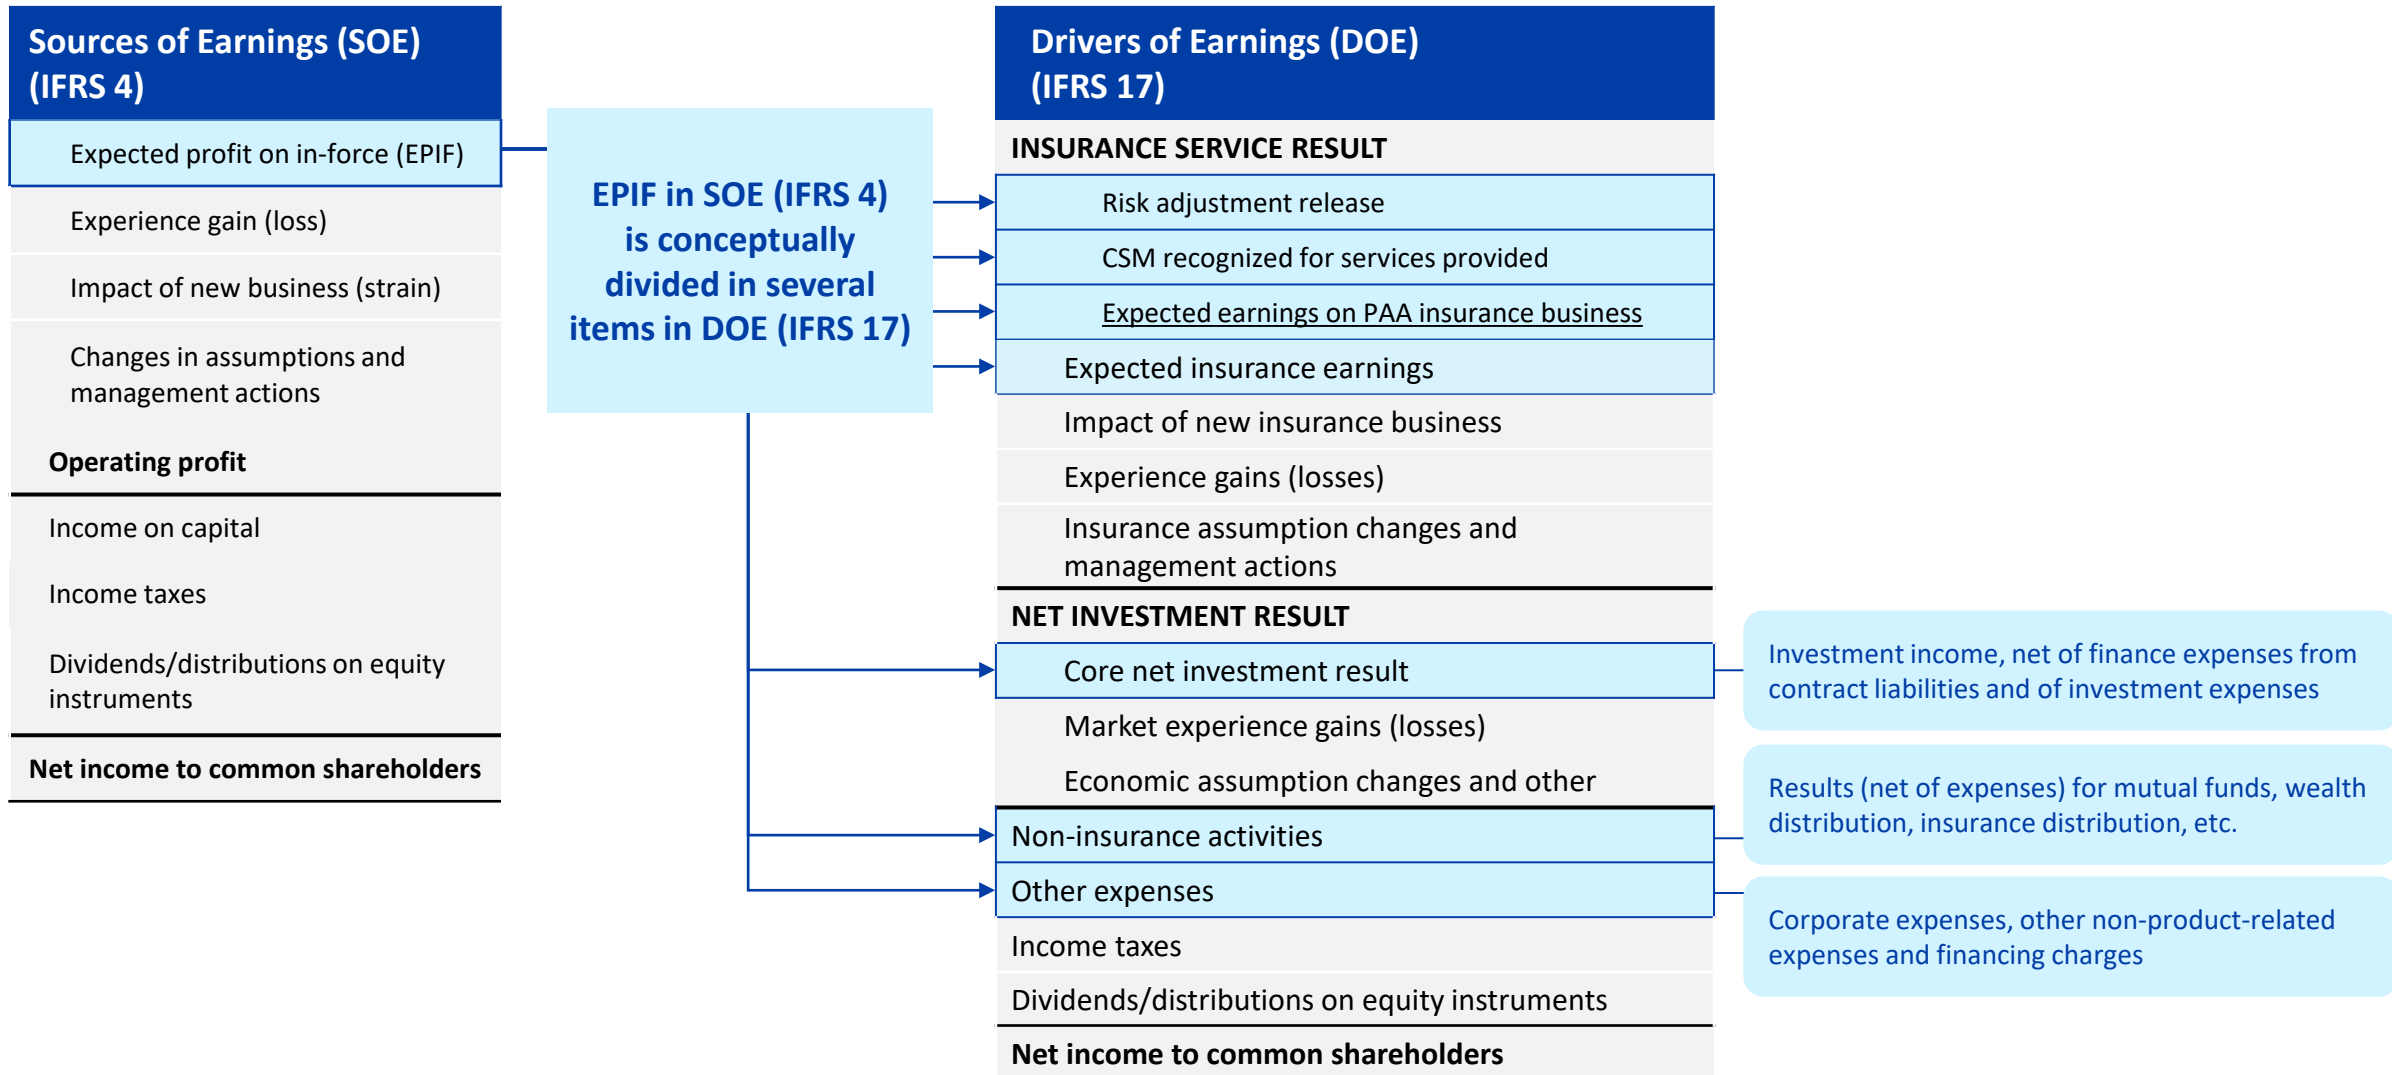 Sources of Earnings (SOE)
(IFRS 4)
Expected profit on in-force (EPIF)
Experience gain (loss)
Impact of new business (strain)
Changes in assumptions and
management actions
Operating profit
Income on capital
Income taxes
Dividends/distributions on equity
instruments
Net income to common shareholders
EPIF in SOE (IFRS 4)
is conceptually
divided in several
items in DOE (IFRS 17)
Drivers of Earnings (DOE)
(IFRS 17)
INSURANCE SERVICE RESULT
Risk adjustment release
CSM recognized for services provided
Expected earnings on PAA insurance business
Expected insurance earnings
Impact of new insurance business
Experience gains (losses)
Insurance assumption changes and
management actions
NET INVESTMENT RESULT
Core net investment result
Market experience gains (losses)
Economic assumption changes and other
Non-insurance activities
Other expenses
Income taxes
Dividends/distributions on equity instruments
Net income to common shareholders
Investment income, net of finance expenses from
contract liabilities and of investment expenses
Results (net of expenses) for mutual funds, wealth
distribution, insurance distribution, etc.
Corporate expenses, other non-product-related
expenses and financing charges